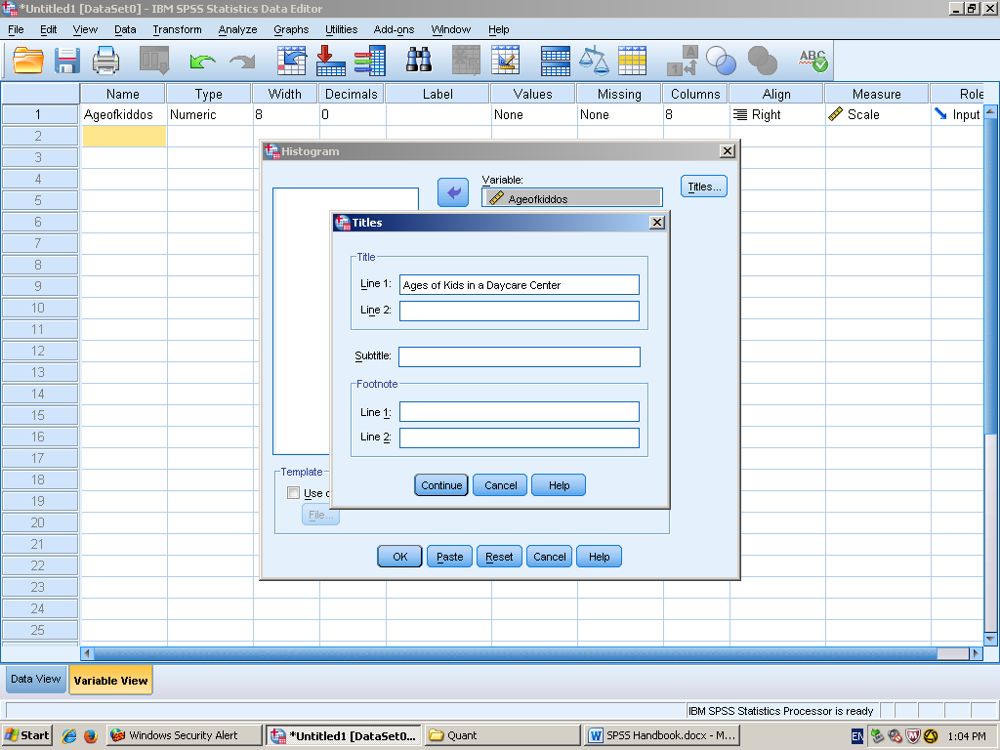 *Untitled1 [DataSet0] - IBM SPSS Statistics Data Editor
File Edit View Data Transform Analyze Graphs Utilities Add-ons Window Help
A
1
ABC
Name Type Width Decimals Label Values Missing Columns Align Measure Role
1 Ageofkiddos Numeric 8 0 None None 8 Right Scale Input
2
3
4
5
6
7
8
9
10
11
12
13
14
15
16
17
18
19
20
21
22
23
24
25
Histogram
Variable:
Ageofkiddos
Titles...
Titles
Title
Line 1: Ages of Kids in a Daycare Center
Line 2:
Subtitle:
Footnote
Line 1:
Line 2:
Continue Cancel Help
Template
Use
File...
OK Paste Reset Cancel Help
Data View Variable View
IBM SPSS Statistics Processor is ready
Start Windows Security Alert *Untitled1 [DataSet0... Quant SPSS Handbook.docx - M... EN 1:04 PM